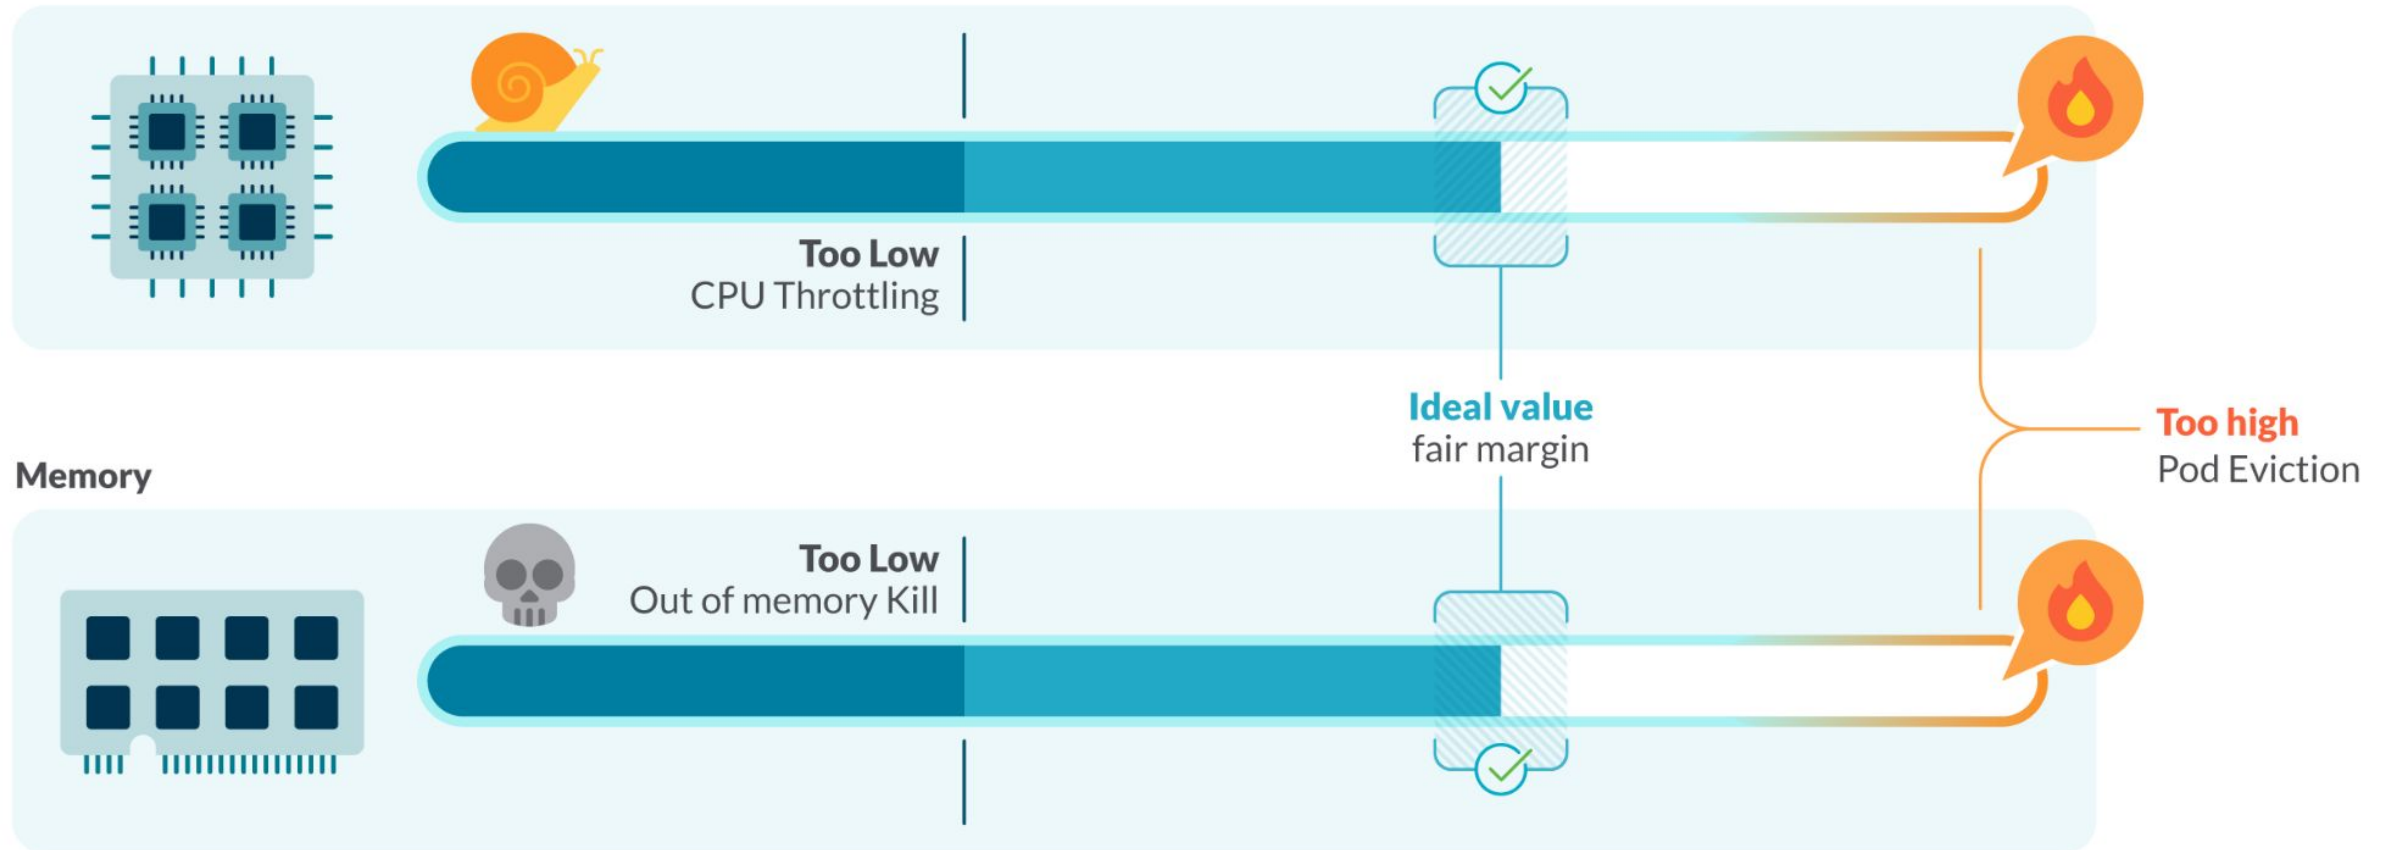 Too Low
CPU Throttling
Ideal value
fair margin
Too high
Pod Eviction
Memory
Too Low
Out of memory Kill